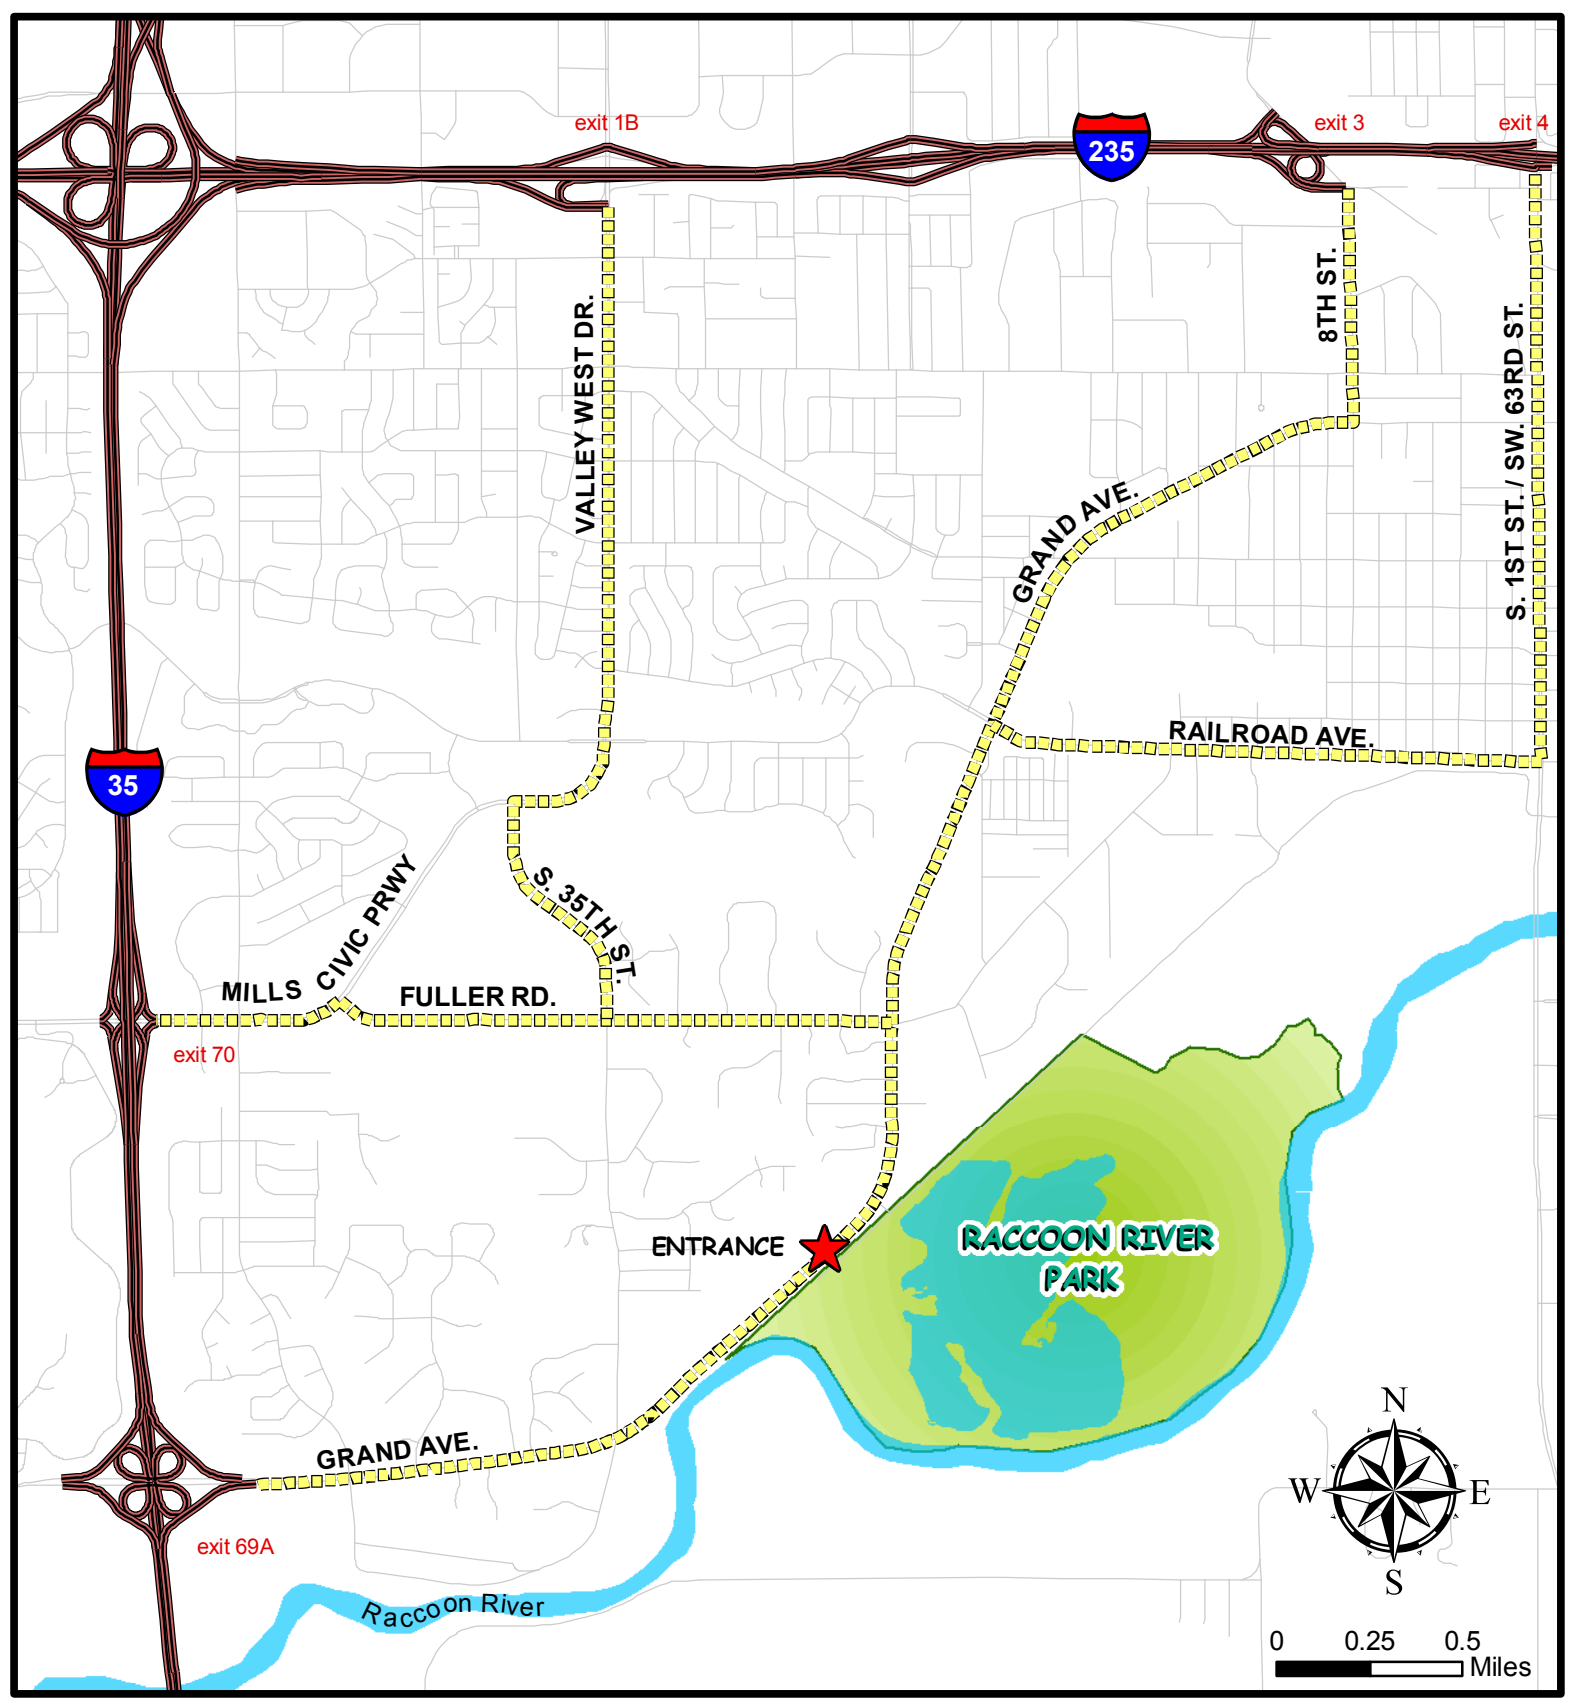 exit 1B
235
exit 3
exit 4
8TH ST.
VALLEY WEST DR.
S. 1ST ST. / SW. 63RD ST.
GRAND AVE.
RAILROAD AVE.
35
S. 35TH ST.
MILLS CIVIC PRWY
FULLER RD.
exit 70
ENTRANCE
RACCOON RIVER
PARK
GRAND AVE.
exit 69A
Raccoon River
N
W
E
S
0 0.25 0.5
Miles